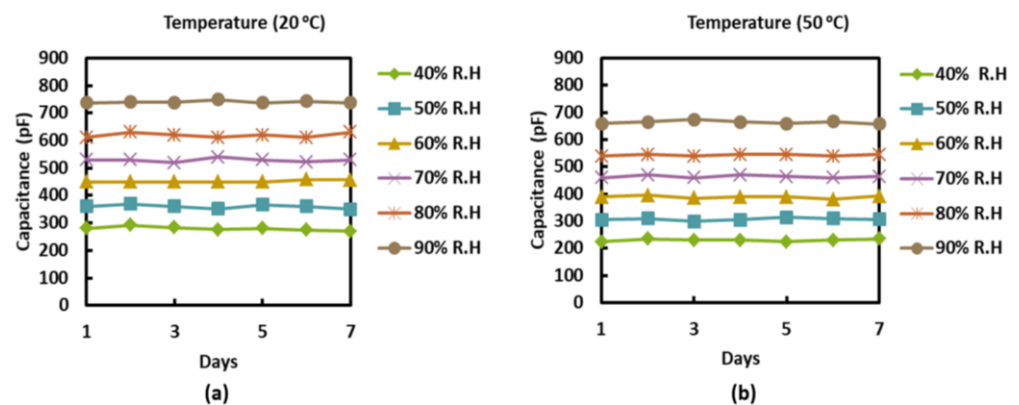 Temperature (20 °C)
900
800
700
600
500
400
300
200
100
0
Capacitance (pF)
1 3 5 7
Days
40% R.H
50% R.H
60% R.H
70% R.H
80% R.H
90% R.H
(a)
Temperature (50 °C)
900
800
700
600
500
400
300
200
100
0
Capacitance (pF)
1 3 5 7
Days
40% R.H
50% R.H
60% R.H
70% R.H
80% R.H
90% R.H
(b)